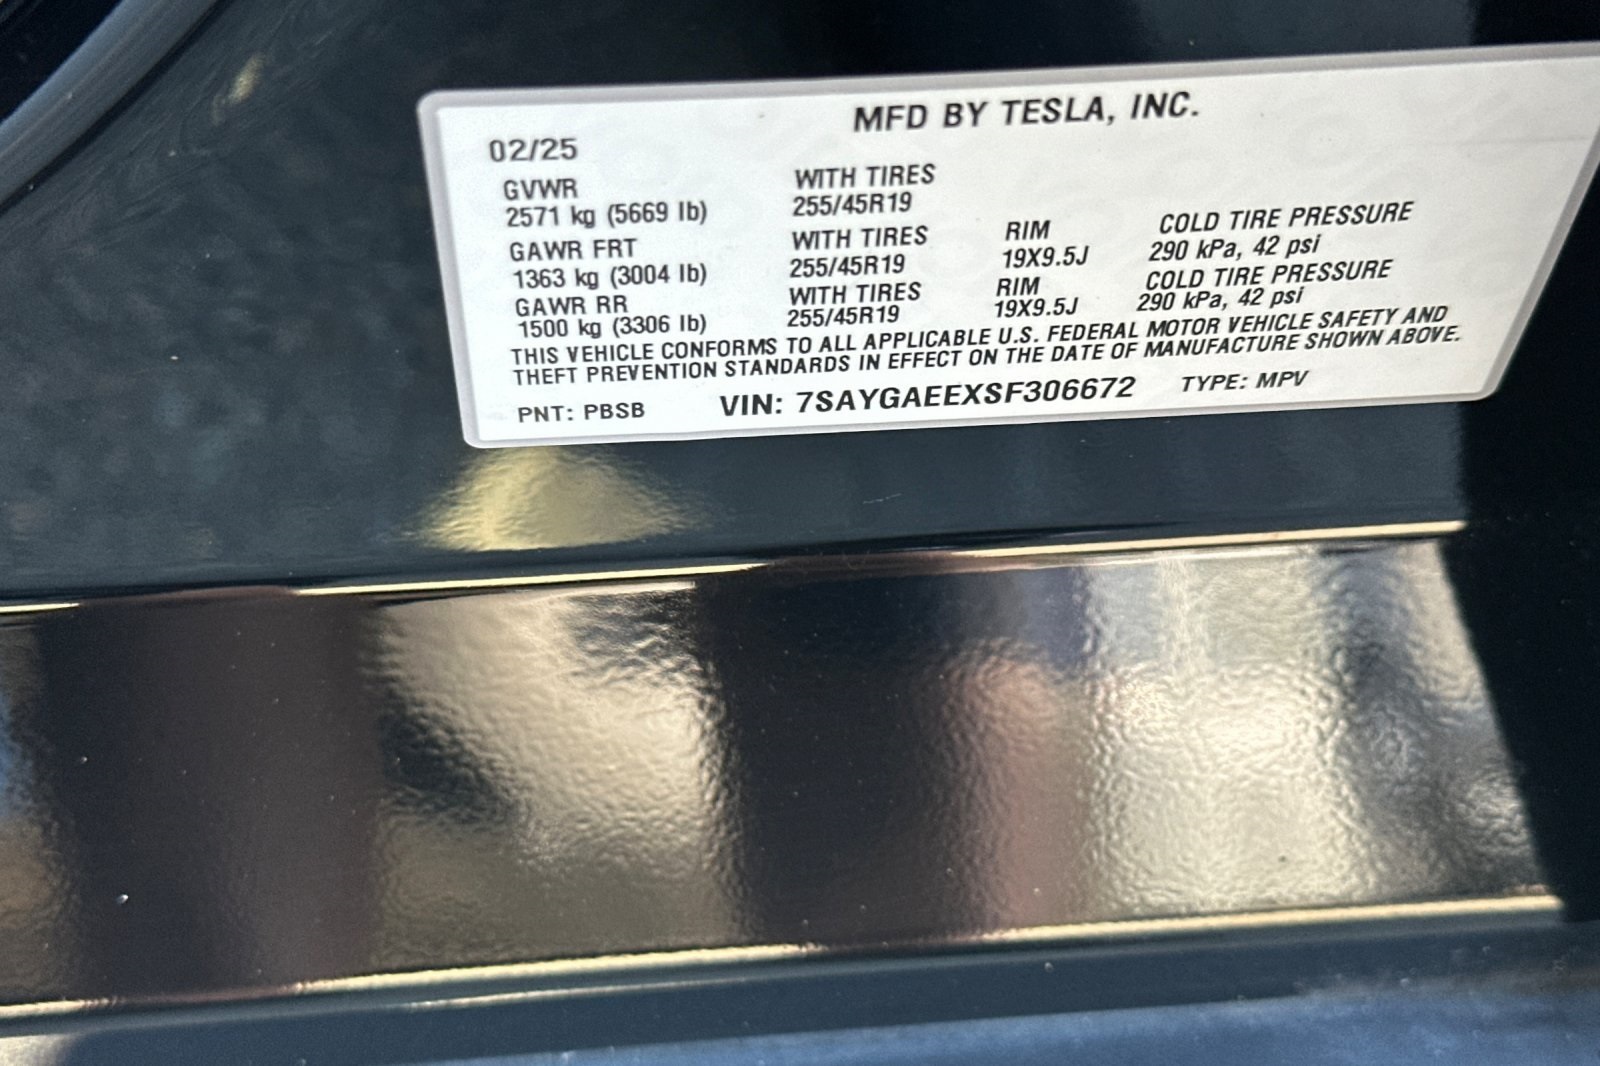 MFD BY TESLA, INC.
02/25
GVWR WITH TIRES
2571 kg (5669 lb) 255/45R19
GAWR FRT WITH TIRES RIM COLD TIRE PRESSURE
1363 kg (3004 lb) 255/45R19 19X9.5J 290 kPa, 42 psi
GAWR RR WITH TIRES RIM COLD TIRE PRESSURE
1500 kg (3306 lb) 255/45R19 19X9.5J 290 kPa, 42 psi
THIS VEHICLE CONFORMS TO ALL APPLICABLE U.S. FEDERAL MOTOR VEHICLE SAFETY AND
THEFT PREVENTION STANDARDS IN EFFECT ON THE DATE OF MANUFACTURE SHOWN ABOVE.
PNT: PBSB VIN: 7SAYGAEEXSF306672 TYPE: MPV